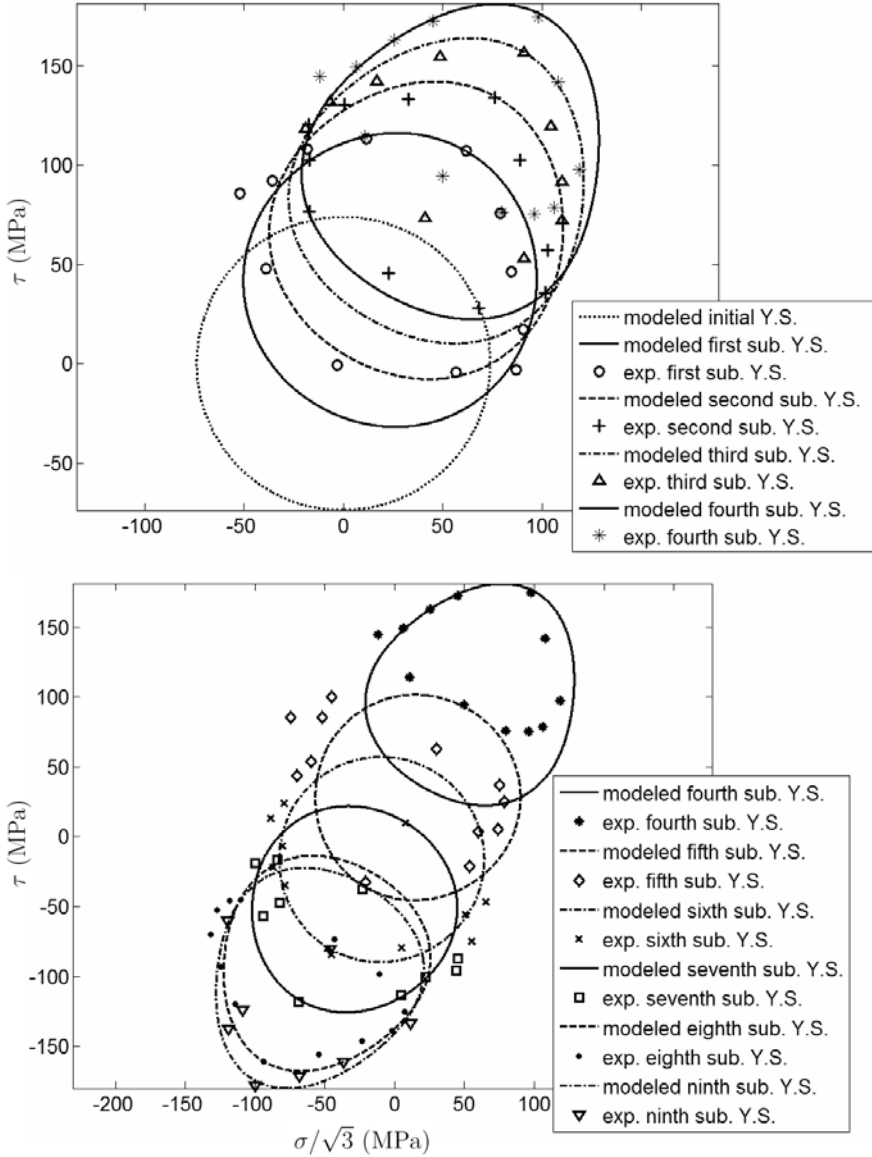 150
100
50
0
-50
τ (MPa)
-100
-50
0
50
100
modeled initial Y.S.
modeled first sub. Y.S.
exp. first sub. Y.S.
modeled second sub. Y.S.
exp. second sub. Y.S.
modeled third sub. Y.S.
exp. third sub. Y.S.
modeled fourth sub. Y.S.
exp. fourth sub. Y.S.
150
100
50
0
-50
-100
-150
τ (MPa)
-200
-150
-100
-50
0
50
100
σ/√3 (MPa)
modeled fourth sub. Y.S.
exp. fourth sub. Y.S.
modeled fifth sub. Y.S.
exp. fifth sub. Y.S.
modeled sixth sub. Y.S.
exp. sixth sub. Y.S.
modeled seventh sub. Y.S.
exp. seventh sub. Y.S.
modeled eighth sub. Y.S.
exp. eighth sub. Y.S.
modeled ninth sub. Y.S.
exp. ninth sub. Y.S.